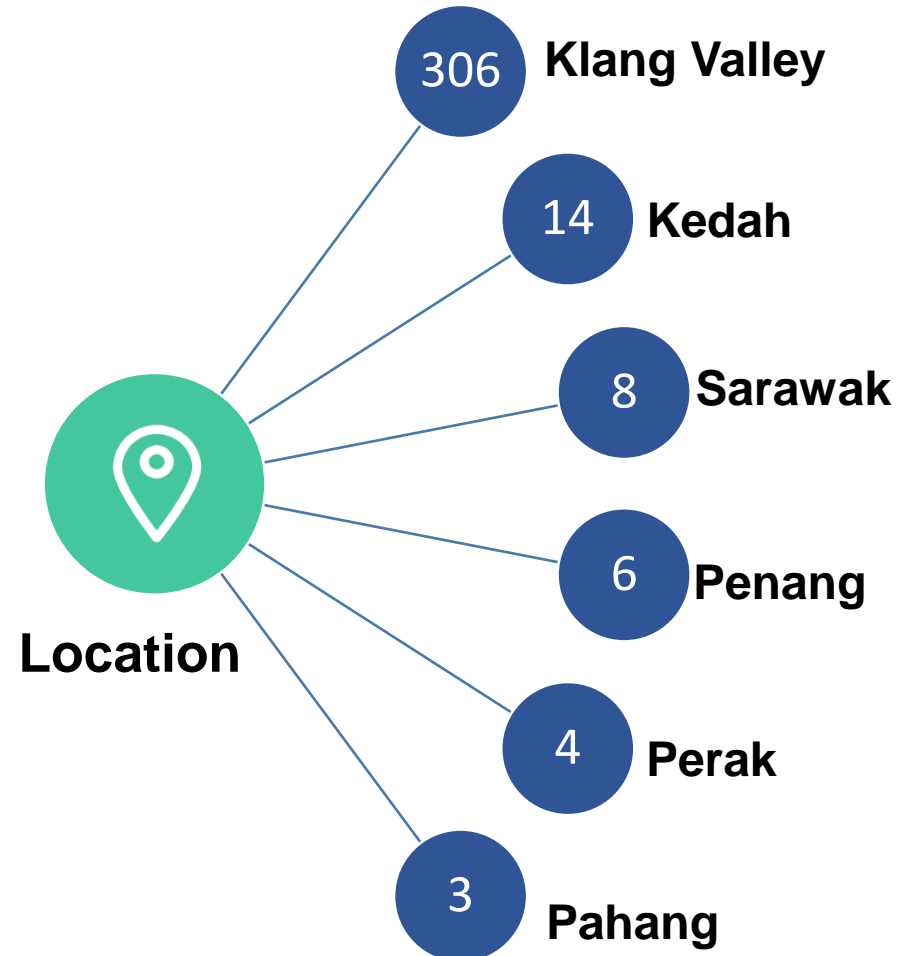 306 Klang Valley
14 Kedah
8 Sarawak
6 Penang
Location
4 Perak
3 Pahang